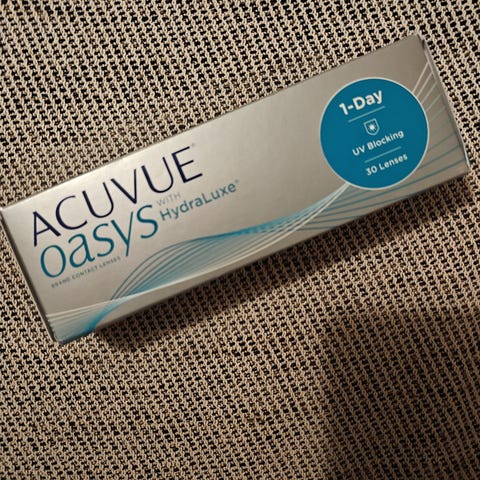 ACUVUE®
oasys WITH HydraLuxe®
BRAND CONTACT LENSES
1-Day
UV Blocking
30 Lenses